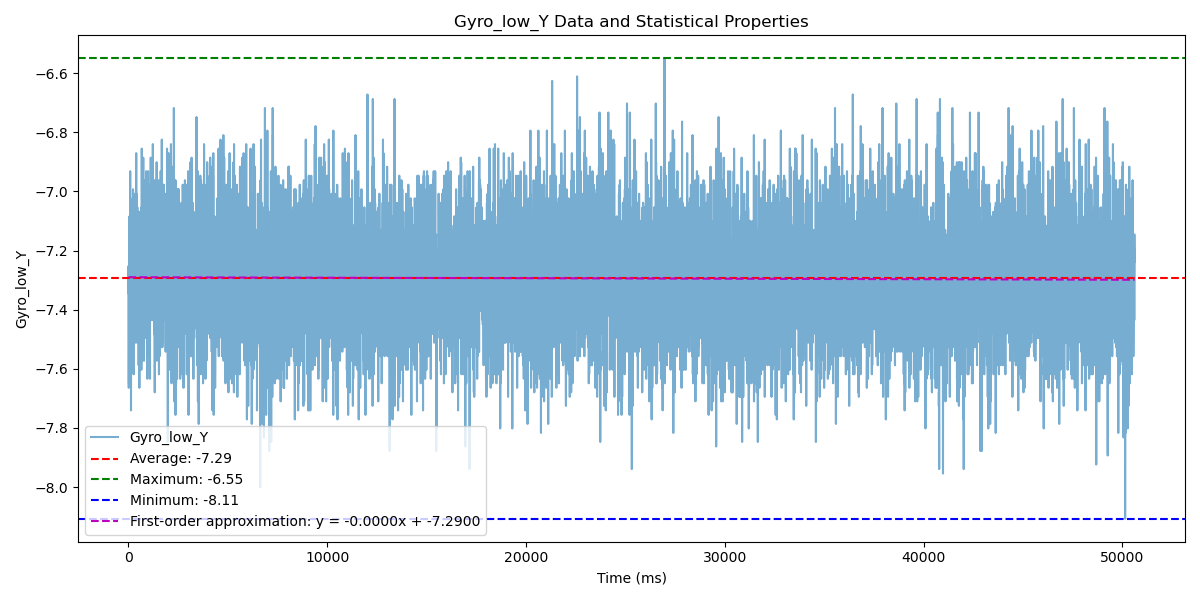 Gyro_low_Y Data and Statistical Properties
−6.6
−6.8
−7.0
−7.2
−7.4
−7.6
−7.8
−8.0
Gyro_low_Y
Gyro_low_Y
Average: -7.29
Maximum: -6.55
Minimum: -8.11
First-order approximation: y = -0.0000x + -7.2900
0 10000 20000 30000 40000 50000
Time (ms)